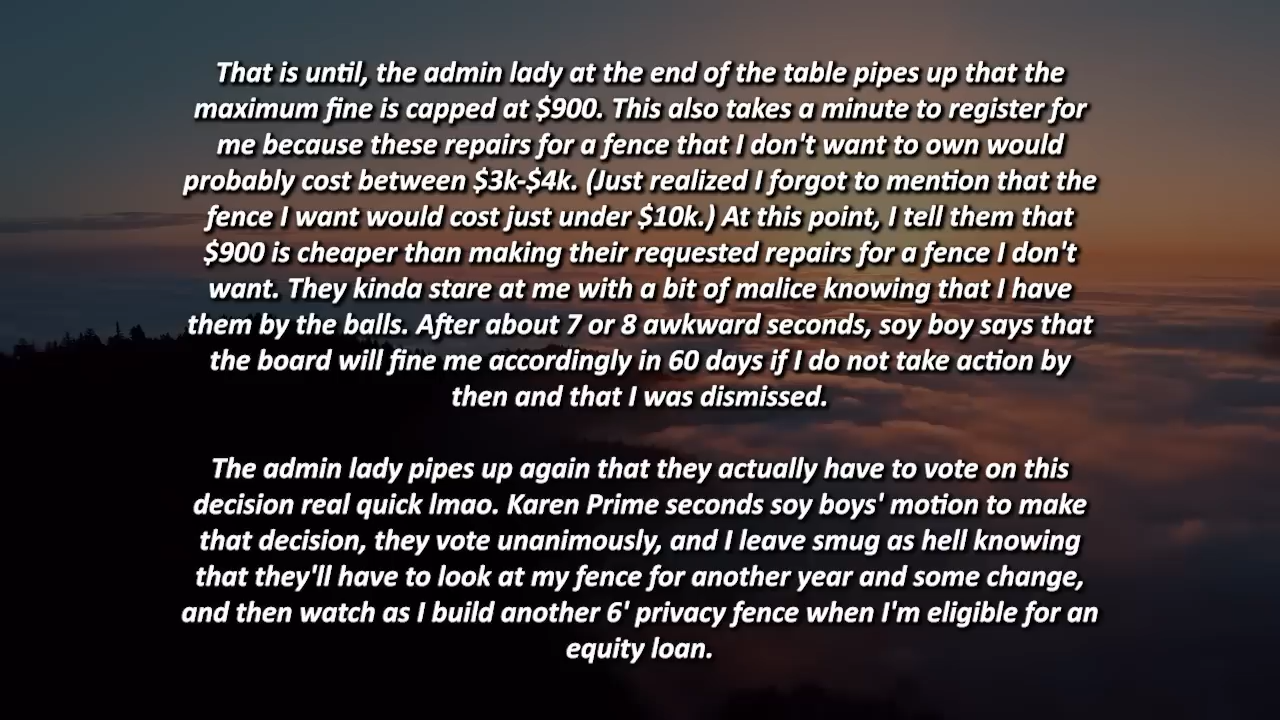 That is until, the admin lady at the end of the table pipes up that the
maximum fine is capped at $900. This also takes a minute to register for
me because these repairs for a fence that I don't want to own would
probably cost between $3k-$4k. (Just realized I forgot to mention that the
fence I want would cost just under $10k.) At this point, I tell them that
$900 is cheaper than making their requested repairs for a fence I don't
want. They kinda stare at me with a bit of malice knowing that I have
them by the balls. After about 7 or 8 awkward seconds, soy boy says that
the board will fine me accordingly in 60 days if I do not take action by
then and that I was dismissed.
The admin lady pipes up again that they actually have to vote on this
decision real quick lmao. Karen Prime seconds soy boys' motion to make
that decision, they vote unanimously, and I leave smug as hell knowing
that they'll have to look at my fence for another year and some change,
and then watch as I build another 6' privacy fence when I'm eligible for an
equity loan.